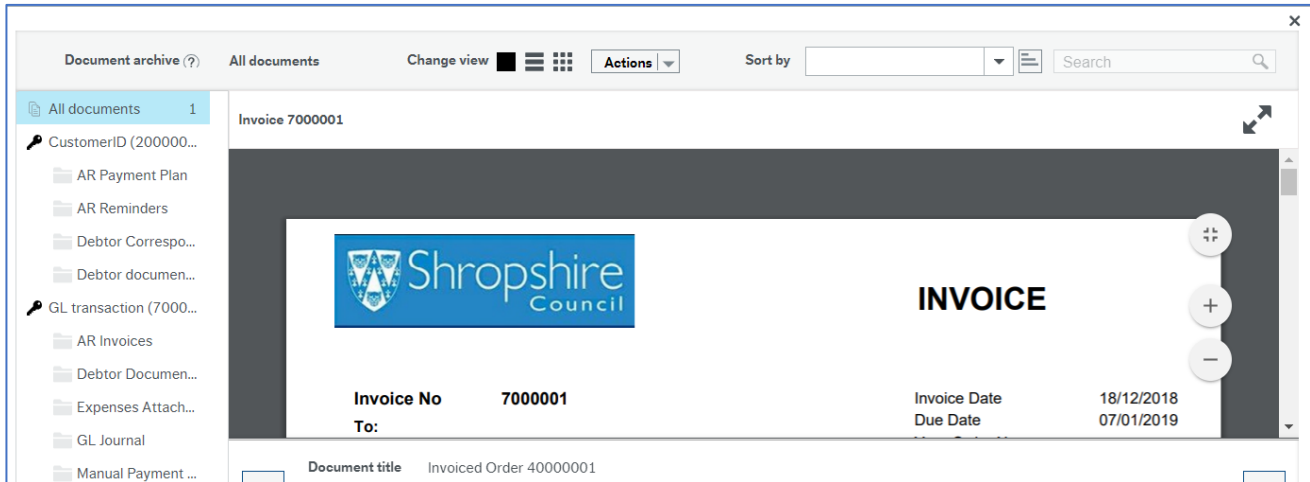 Document archive (?) All documents Change view Actions Sort by Search
All documents 1
CustomerID (200000...
AR Payment Plan
AR Reminders
Debtor Correspo...
Debtor documen...
GL transaction (7000...
AR Invoices
Debtor Documen...
Expenses Attach...
GL Journal
Manual Payment ...
Invoice 7000001
Shropshire
Council
INVOICE
Invoice No 7000001
To:
Invoice Date 18/12/2018
Due Date 07/01/2019
Document title Invoiced Order 40000001